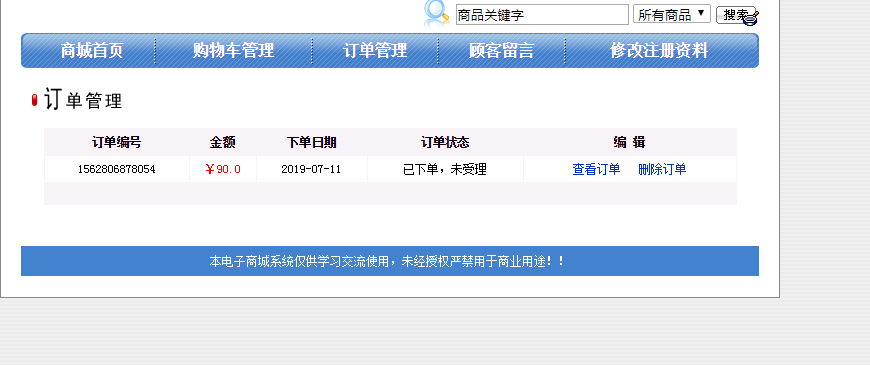 商品关键字 所有商品 搜索
商城首页 购物车管理 订单管理 顾客留言 修改注册资料
订单管理
订单编号 金额 下单日期 订单状态 编 辑
1562806878054 ￥90.0 2019-07-11 已下单，未受理 查看订单 删除订单
本电子商城系统仅供学习交流使用，未经授权严禁用于商业用途！！